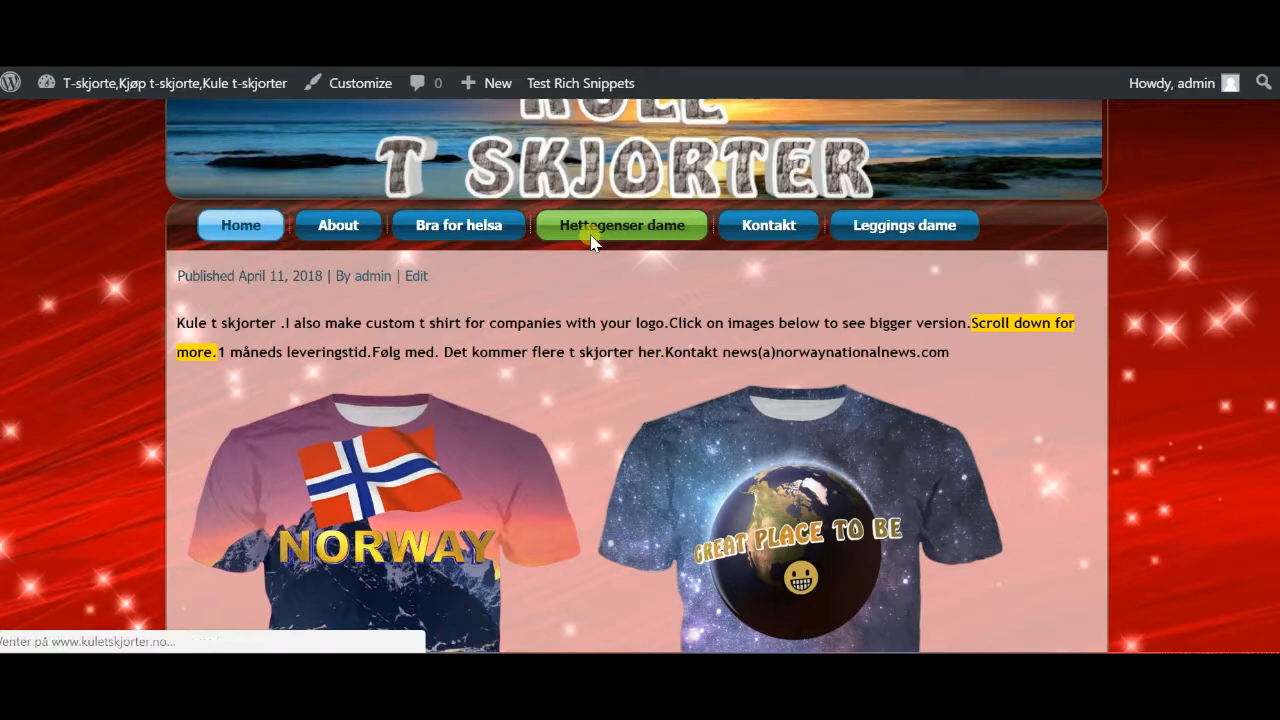 T-skjorte,Kjøp t-skjorte,Kule t-skjorter Customize 0 New Test Rich Snippets Howdy, admin
KULE
T SKJORTER
Home About Bra for helsa Hettegenser dame Kontakt Leggings dame
Published April 11, 2018 | By admin | Edit
Kule t skjorter .I also make custom t shirt for companies with your logo.Click on images below to see bigger version.Scroll down for
more.1 måneds leveringstid.Følg med. Det kommer flere t skjorter her.Kontakt news(a)norwaynationalnews.com
NORWAY
GREAT PLACE TO BE
Venter på www.kuletskjorter.no...